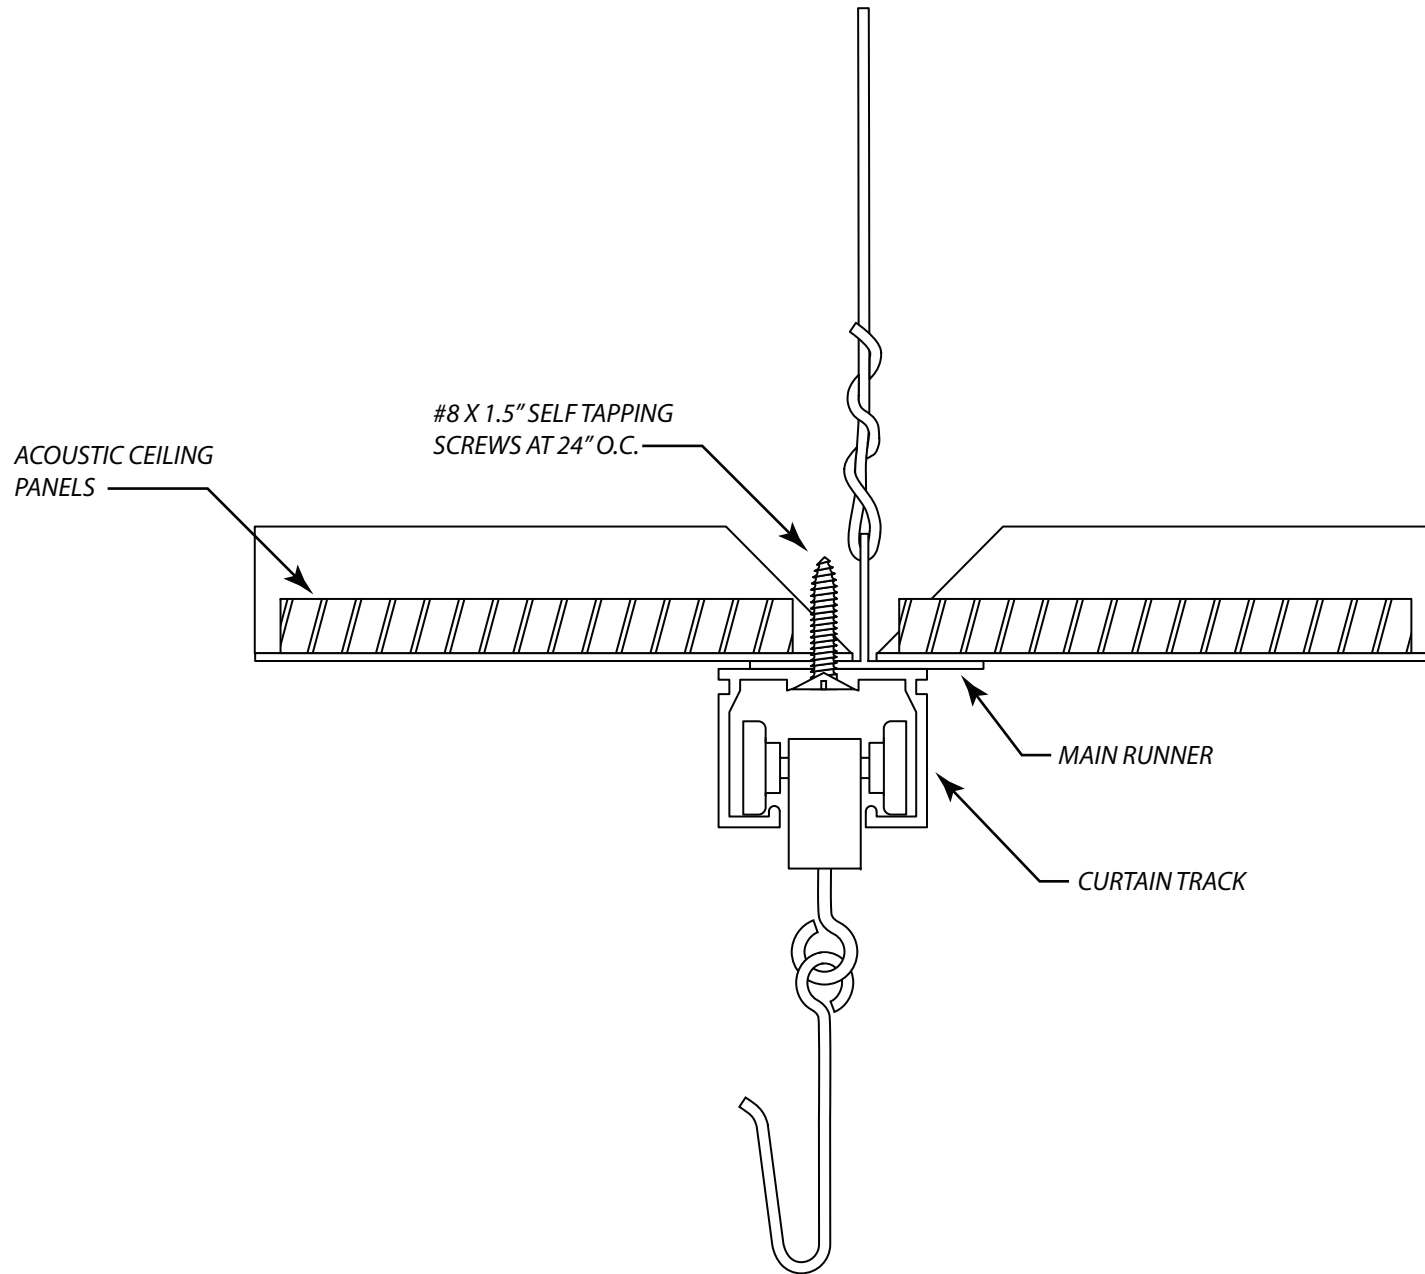 #8 X 1.5” SELF TAPPING
SCREWS AT 24” O.C.
ACOUSTIC CEILING
PANELS
MAIN RUNNER
CURTAIN TRACK